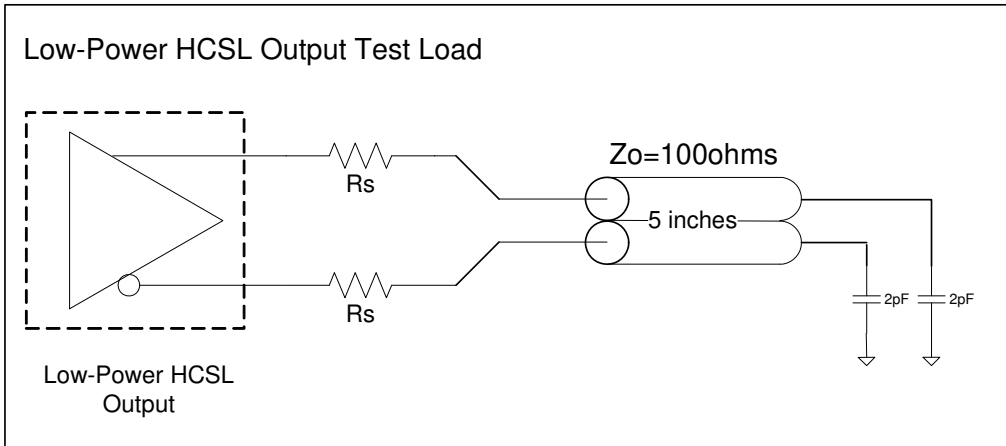 Low-Power HCSL Output Test Load
Rs
Zo=100ohms
5 inches
Rs
2pF
2pF
Low-Power HCSL
Output